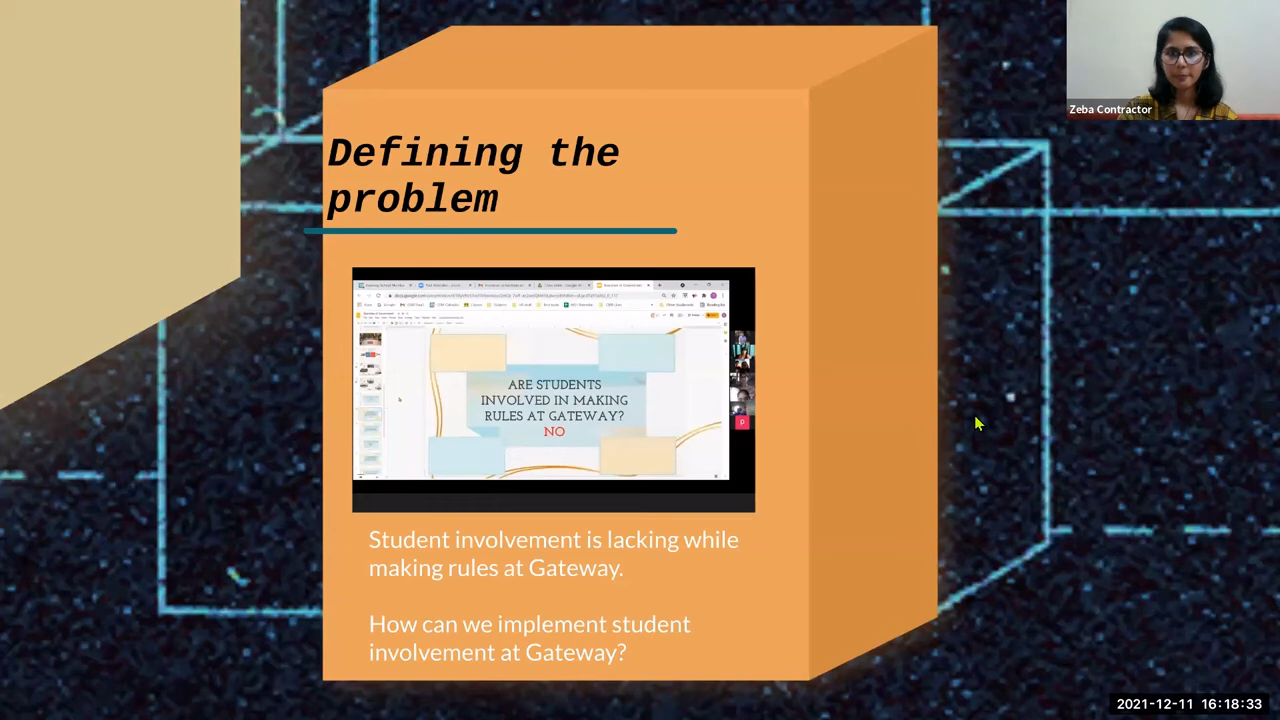 Zeba Contractor
Defining the
problem
ARE STUDENTS
INVOLVED IN MAKING
RULES AT GATEWAY?
NO
P
Student involvement is lacking while
making rules at Gateway.
How can we implement student
involvement at Gateway?
2021-12-11 16:18:33